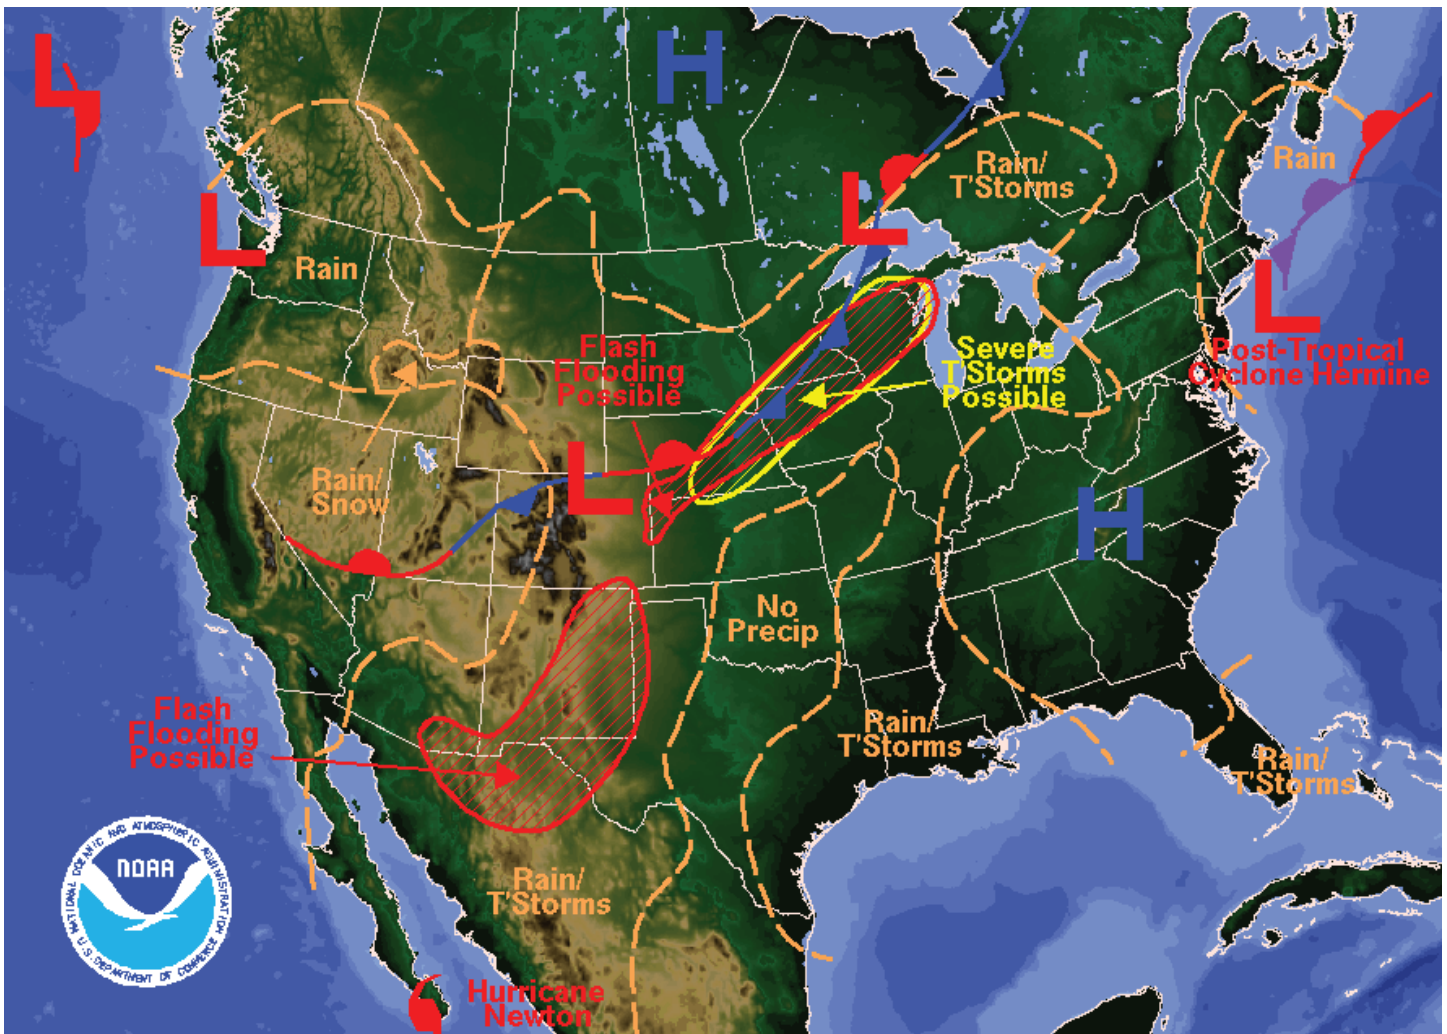 H
L
Rain/
T'Storms
Rain
L
L
Rain
L
Post-Tropical
Cyclone Hermine
Flash
Flooding
Possible
Severe
T'Storms
Possible
Rain/
Snow
L
H
No
Precip
Flash
Flooding
Possible
Rain/
T'Storms
Rain/
T'Storms
Rain/
T'Storms
Hurricane
Newton
NATIONAL OCEANIC AND ATMOSPHERIC ADMINISTRATION
NOAA
U.S. DEPARTMENT OF COMMERCE